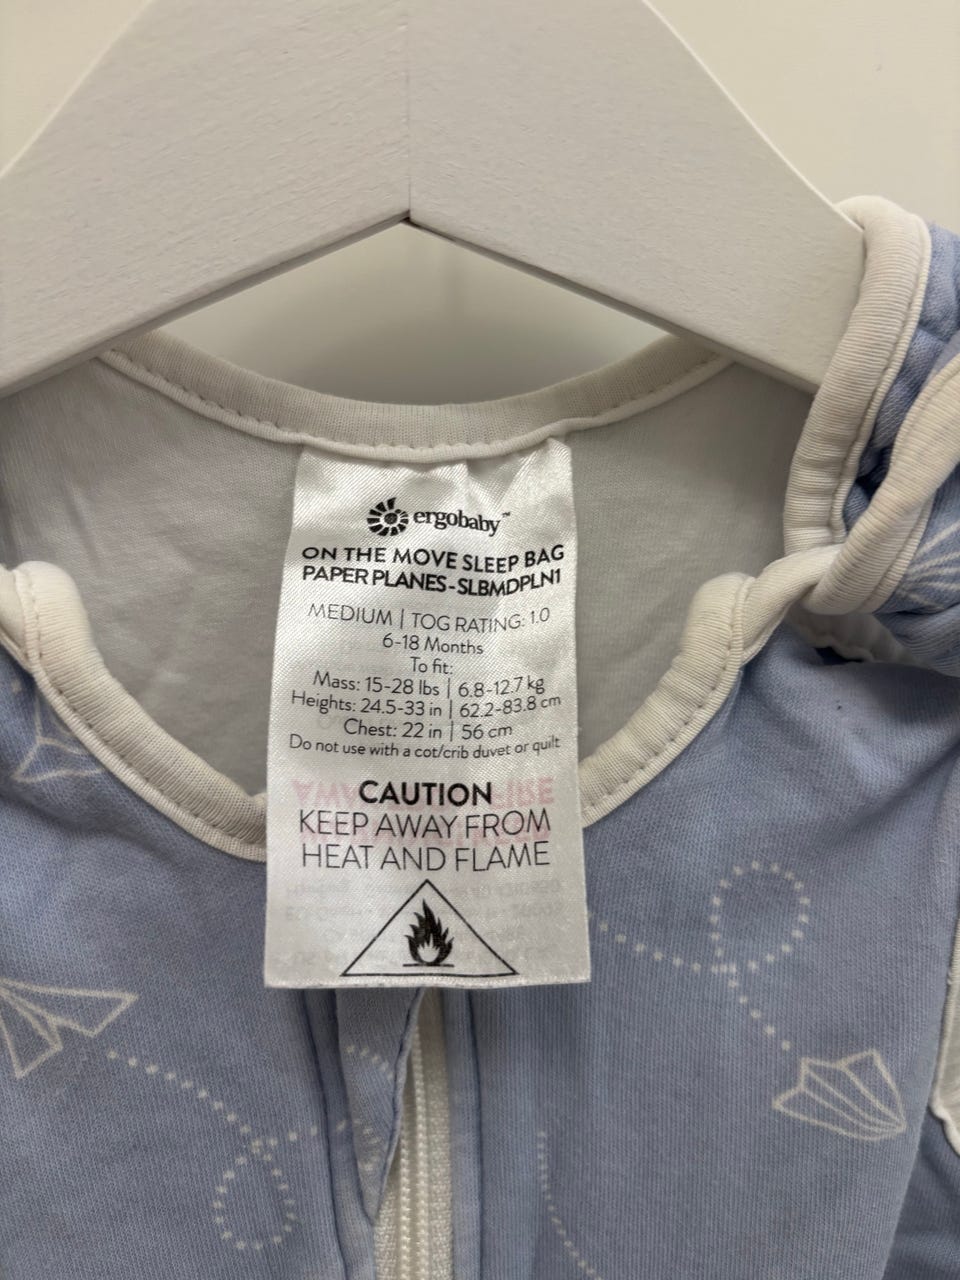 ergobaby™
ON THE MOVE SLEEP BAG
PAPER PLANES-SLBMDPLN1
MEDIUM | TOG RATING: 1.0
6-18 Months
To fit:
Mass: 15-28 lbs | 6.8-12.7 kg
Heights: 24.5-33 in | 62.2-83.8 cm
Chest: 22 in | 56 cm
Do not use with a cot/crib duvet or quilt
CAUTION
KEEP AWAY FROM
HEAT AND FLAME